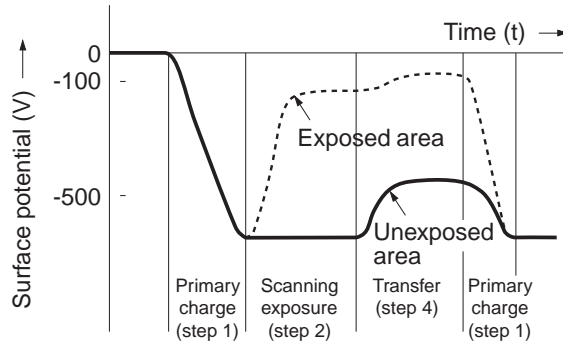 Time (t)
0
-100
-500
Surface potential (V)
Exposed area
Unexposed
area
Primary
charge
(step 1)
Scanning
exposure
(step 2)
Transfer
(step 4)
Primary
charge
(step 1)